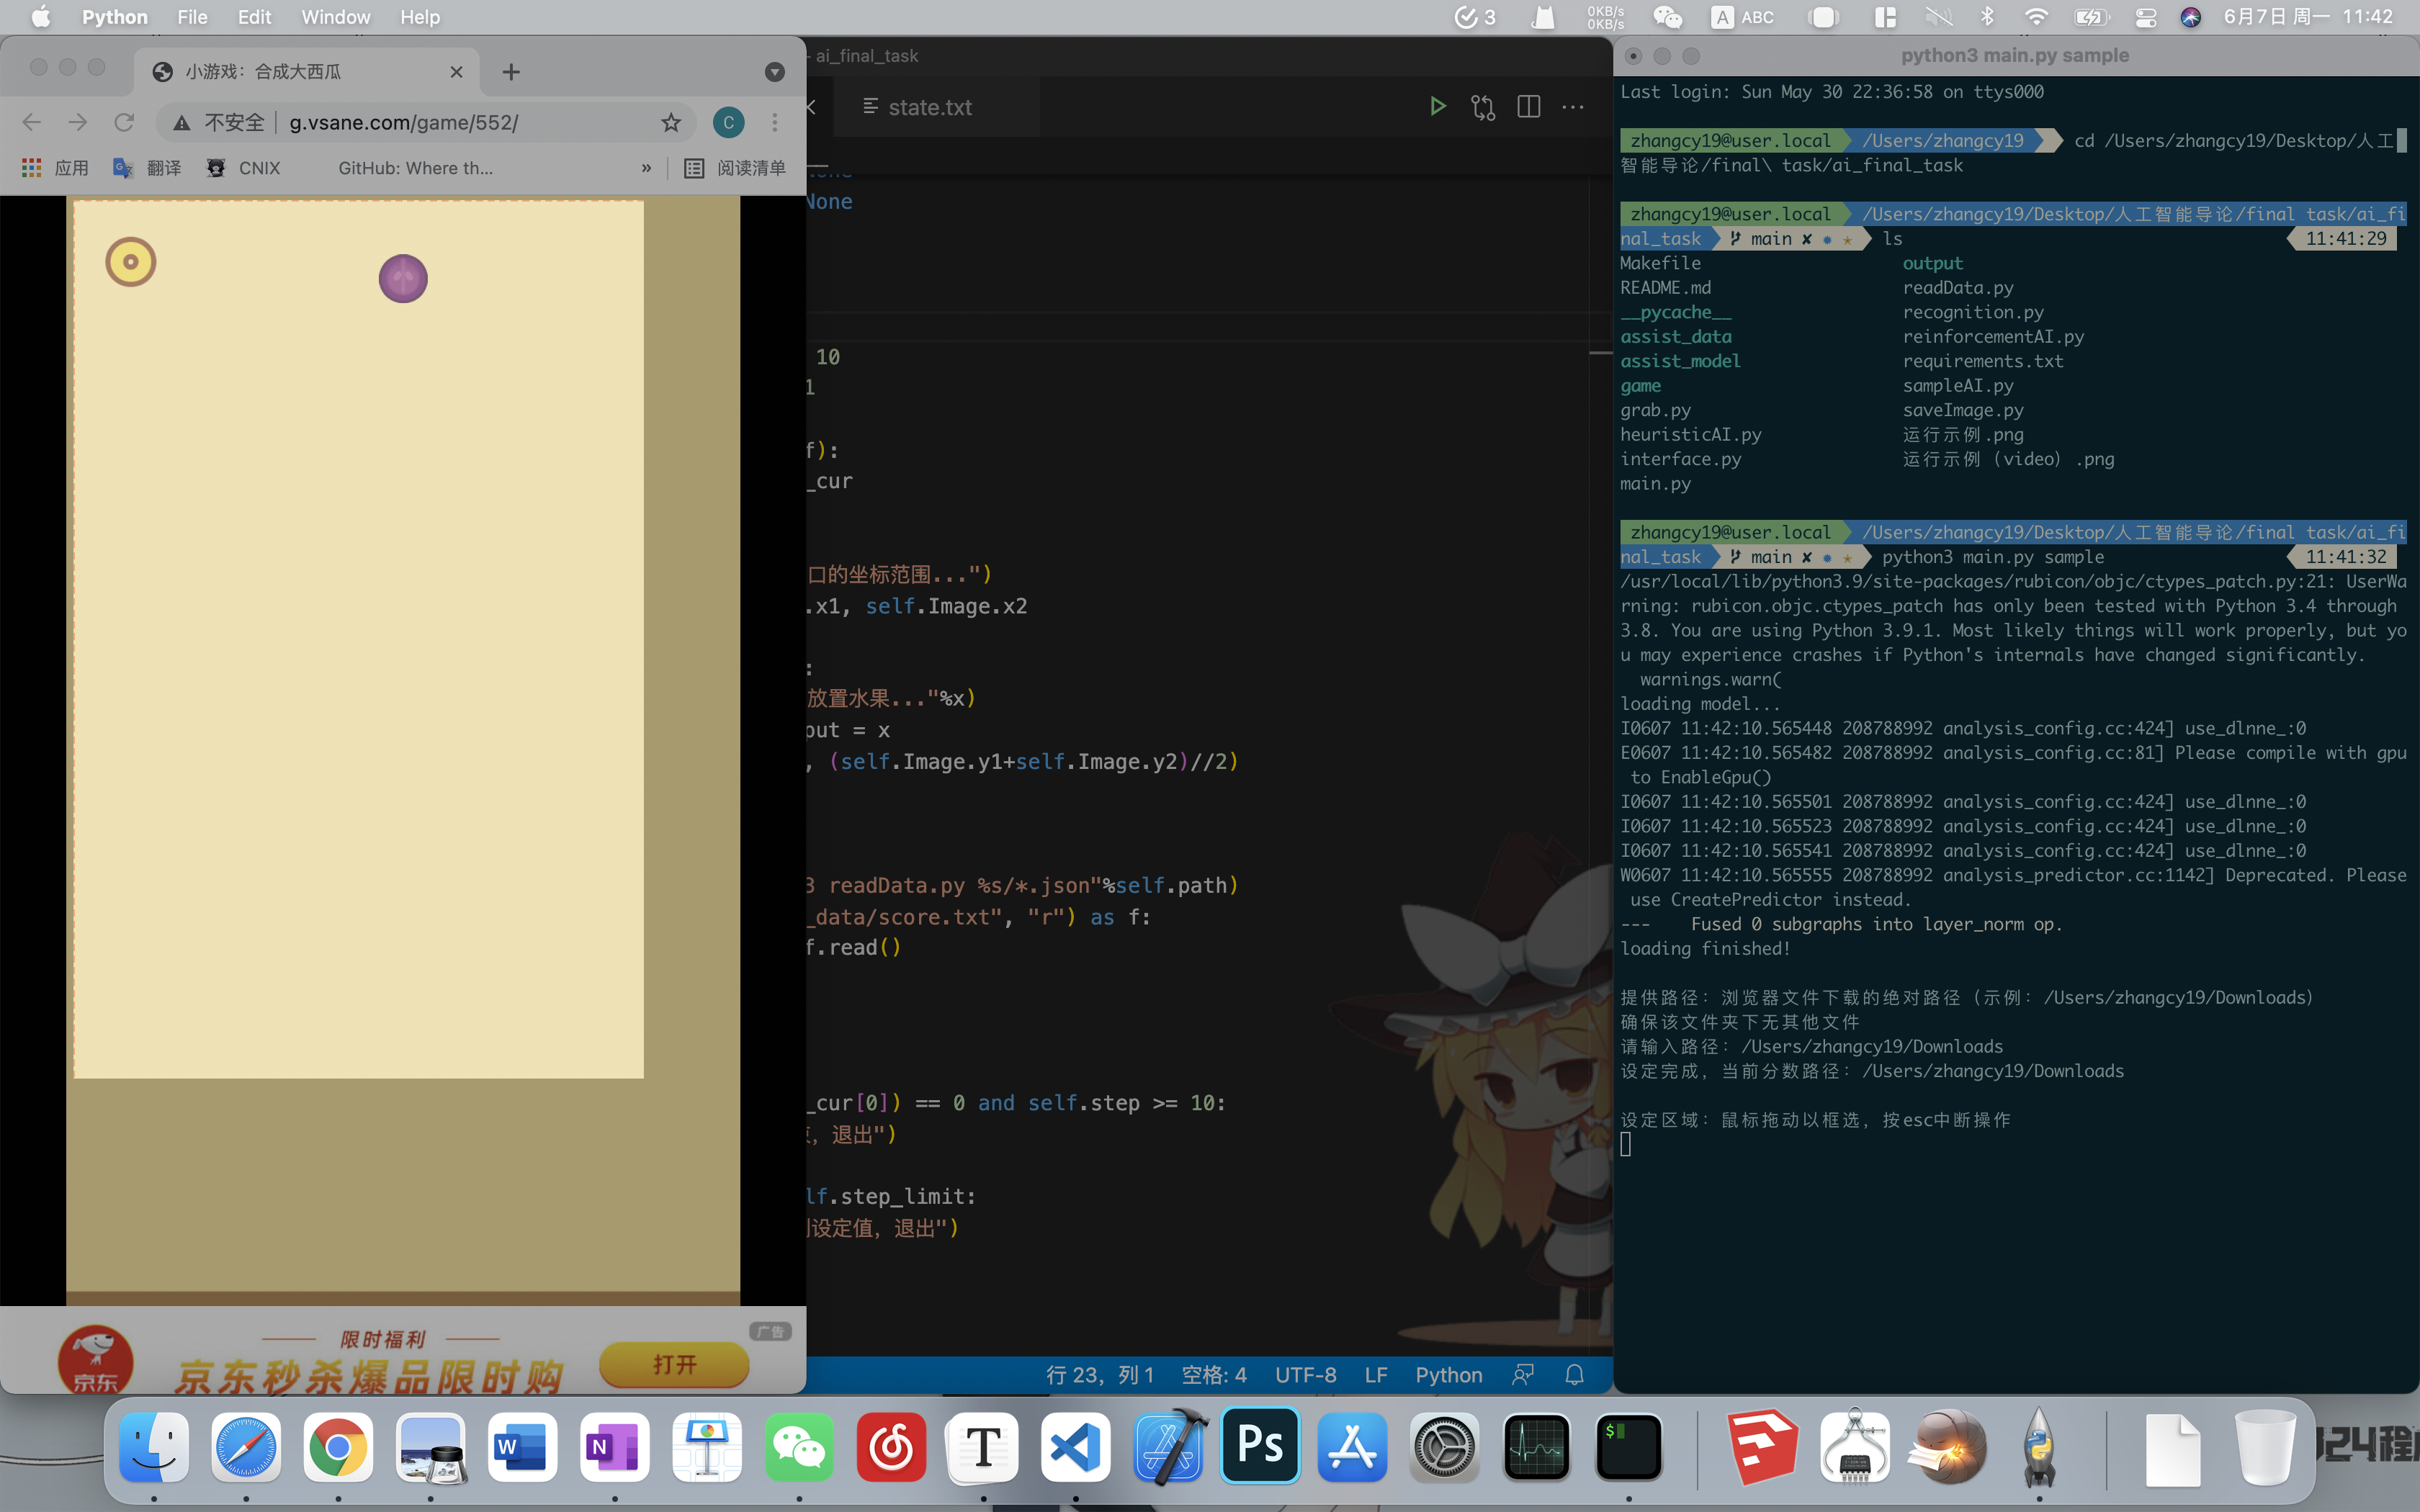 Python File Edit Window Help
3 0KB/s 0KB/s A ABC 6月7日 周一 11:42
小游戏：合成大西瓜
不安全 g.vsane.com/game/552/ C
应用 翻译 CNIX GitHub: Where th... » 阅读清单
限时福利
广告
京东秒杀爆品限时购
打开
京东
- ai_final_task
state.txt
None
None
10
1
f):
_cur
口的坐标范围...")
.x1, self.Image.x2
:
放置水果..."%x)
put = x
, (self.Image.y1+self.Image.y2)//2)
3 readData.py %s/*.json"%self.path)
_data/score.txt", "r") as f:
f.read()
_cur[0]) == 0 and self.step >= 10:
，退出")
lf.step_limit:
设定值，退出")
行 23，列 1 空格: 4 UTF-8 LF Python
python3 main.py sample
Last login: Sun May 30 22:36:58 on ttys000
zhangcy19@user.local /Users/zhangcy19 cd /Users/zhangcy19/Desktop/人工
智能导论/final\ task/ai_final_task
zhangcy19@user.local /Users/zhangcy19/Desktop/人工智能导论/final task/ai_fi
nal_task main ✘ ls 11:41:29
Makefile output
README.md readData.py
__pycache__ recognition.py
assist_data reinforcementAI.py
assist_model requirements.txt
game sampleAI.py
grab.py saveImage.py
heuristicAI.py 运行示例.png
interface.py 运行示例（video）.png
main.py
zhangcy19@user.local /Users/zhangcy19/Desktop/人工智能导论/final task/ai_fi
nal_task main ✘ python3 main.py sample 11:41:32
/usr/local/lib/python3.9/site-packages/rubicon/objc/ctypes_patch.py:21: UserWa
rning: rubicon.objc.ctypes_patch has only been tested with Python 3.4 through
3.8. You are using Python 3.9.1. Most likely things will work properly, but yo
u may experience crashes if Python's internals have changed significantly.
warnings.warn(
loading model...
I0607 11:42:10.565448 208788992 analysis_config.cc:424] use_dlnne_:0
E0607 11:42:10.565482 208788992 analysis_config.cc:81] Please compile with gpu
to EnableGpu()
I0607 11:42:10.565501 208788992 analysis_config.cc:424] use_dlnne_:0
I0607 11:42:10.565523 208788992 analysis_config.cc:424] use_dlnne_:0
I0607 11:42:10.565541 208788992 analysis_config.cc:424] use_dlnne_:0
W0607 11:42:10.565555 208788992 analysis_predictor.cc:1142] Deprecated. Please
use CreatePredictor instead.
--- Fused 0 subgraphs into layer_norm op.
loading finished!
提供路径：浏览器文件下载的绝对路径（示例：/Users/zhangcy19/Downloads）
确保该文件夹下无其他文件
请输入路径：/Users/zhangcy19/Downloads
设定完成，当前分数路径：/Users/zhangcy19/Downloads
设定区域：鼠标拖动以框选，按esc中断操作
W N T Ps $